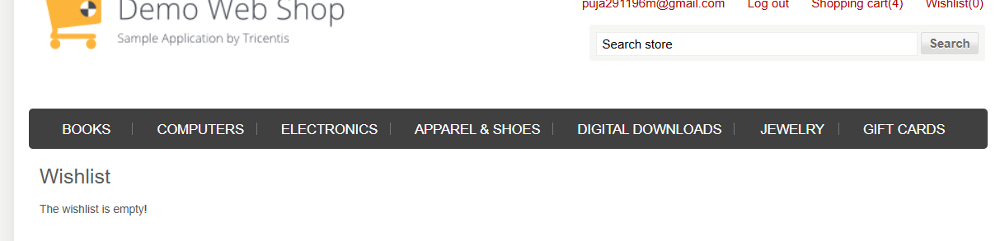 Demo Web Shop
Sample Application by Tricentis
puja291196m@gmail.com Log out Shopping cart(4) Wishlist(0)
Search store Search
BOOKS COMPUTERS ELECTRONICS APPAREL & SHOES DIGITAL DOWNLOADS JEWELRY GIFT CARDS
Wishlist
The wishlist is empty!